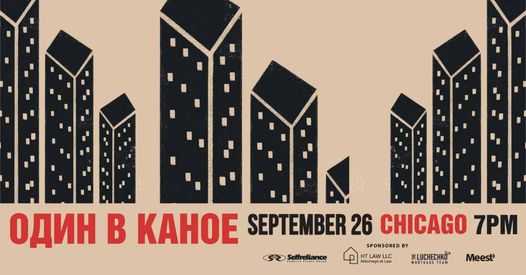 ОДИН В КАНОЕ SEPTEMBER 26 CHICAGO 7PM
SPONSORED BY
Selfreliance
HT LAW LLC
Attorneys at Law
LUCHECHKO
MORTGAGE TEAM
Meest